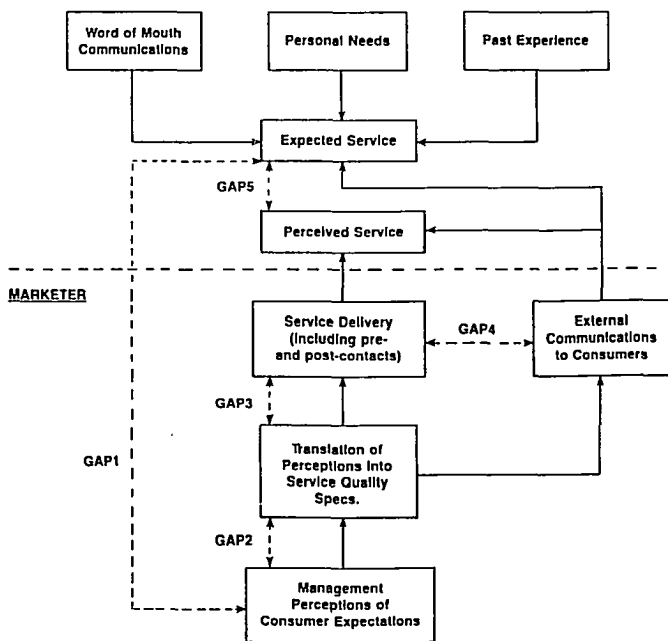 Word of Mouth
Communications
Personal Needs
Past Experience
Expected Service
GAP5
Perceived Service
MARKETER
Service Delivery
(including pre-
and post-contacts)
GAP4
External
Communications
to Consumers
GAP3
GAP1
Translation of
Perceptions into
Service Quality
Specs.
GAP2
Management
Perceptions of
Consumer Expectations